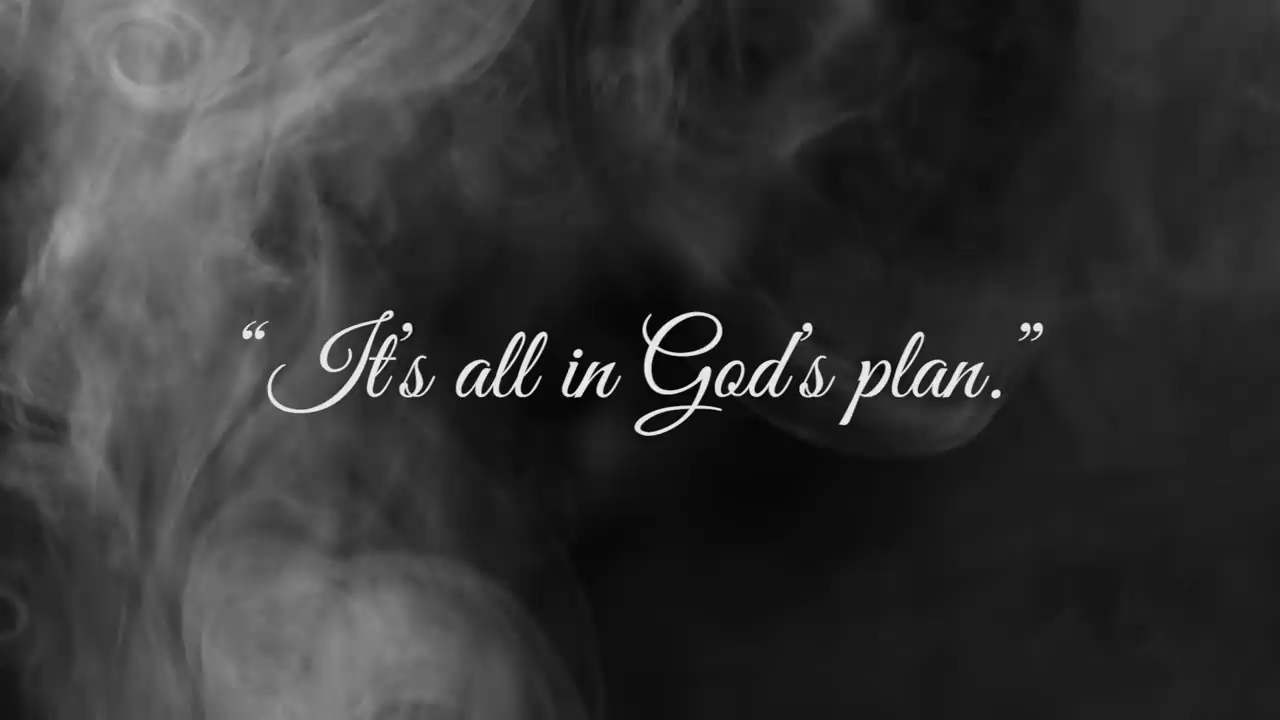 “It’s all in God’s plan.”